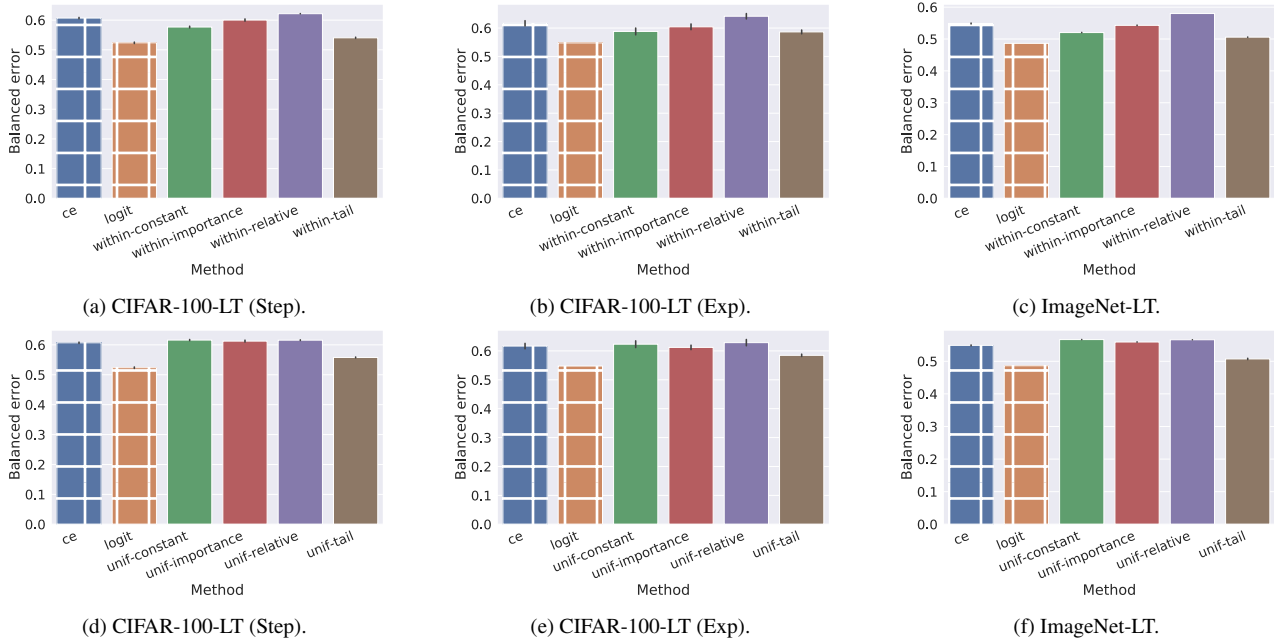 Balanced error
0.6
0.5
0.4
0.3
0.2
0.1
0.0
ce
logit
within-constant
within-importance
within-relative
within-tail
Method
(a) CIFAR-100-LT (Step).
Balanced error
0.6
0.5
0.4
0.3
0.2
0.1
0.0
ce
logit
within-constant
within-importance
within-relative
within-tail
Method
(b) CIFAR-100-LT (Exp).
Balanced error
0.6
0.5
0.4
0.3
0.2
0.1
0.0
ce
logit
within-constant
within-importance
within-relative
within-tail
Method
(c) ImageNet-LT.
Balanced error
0.6
0.5
0.4
0.3
0.2
0.1
0.0
ce
logit
unif-constant
unif-importance
unif-relative
unif-tail
Method
(d) CIFAR-100-LT (Step).
Balanced error
0.6
0.5
0.4
0.3
0.2
0.1
0.0
ce
logit
unif-constant
unif-importance
unif-relative
unif-tail
Method
(e) CIFAR-100-LT (Exp).
Balanced error
0.5
0.4
0.3
0.2
0.1
0.0
ce
logit
unif-constant
unif-importance
unif-relative
unif-tail
Method
(f) ImageNet-LT.